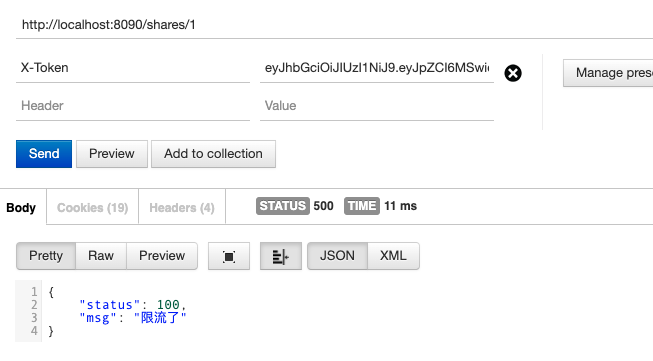 http://localhost:8090/shares/1
X-Token eyJhbGciOiJIUzI1NiJ9.eyJpZCI6MSwic
Header Value
Manage pres
Send Preview Add to collection
Body Cookies (19) Headers (4) STATUS 500 TIME 11 ms
Pretty Raw Preview JSON XML
1 {
2 "status": 100,
3 "msg": "限流了"
4 }